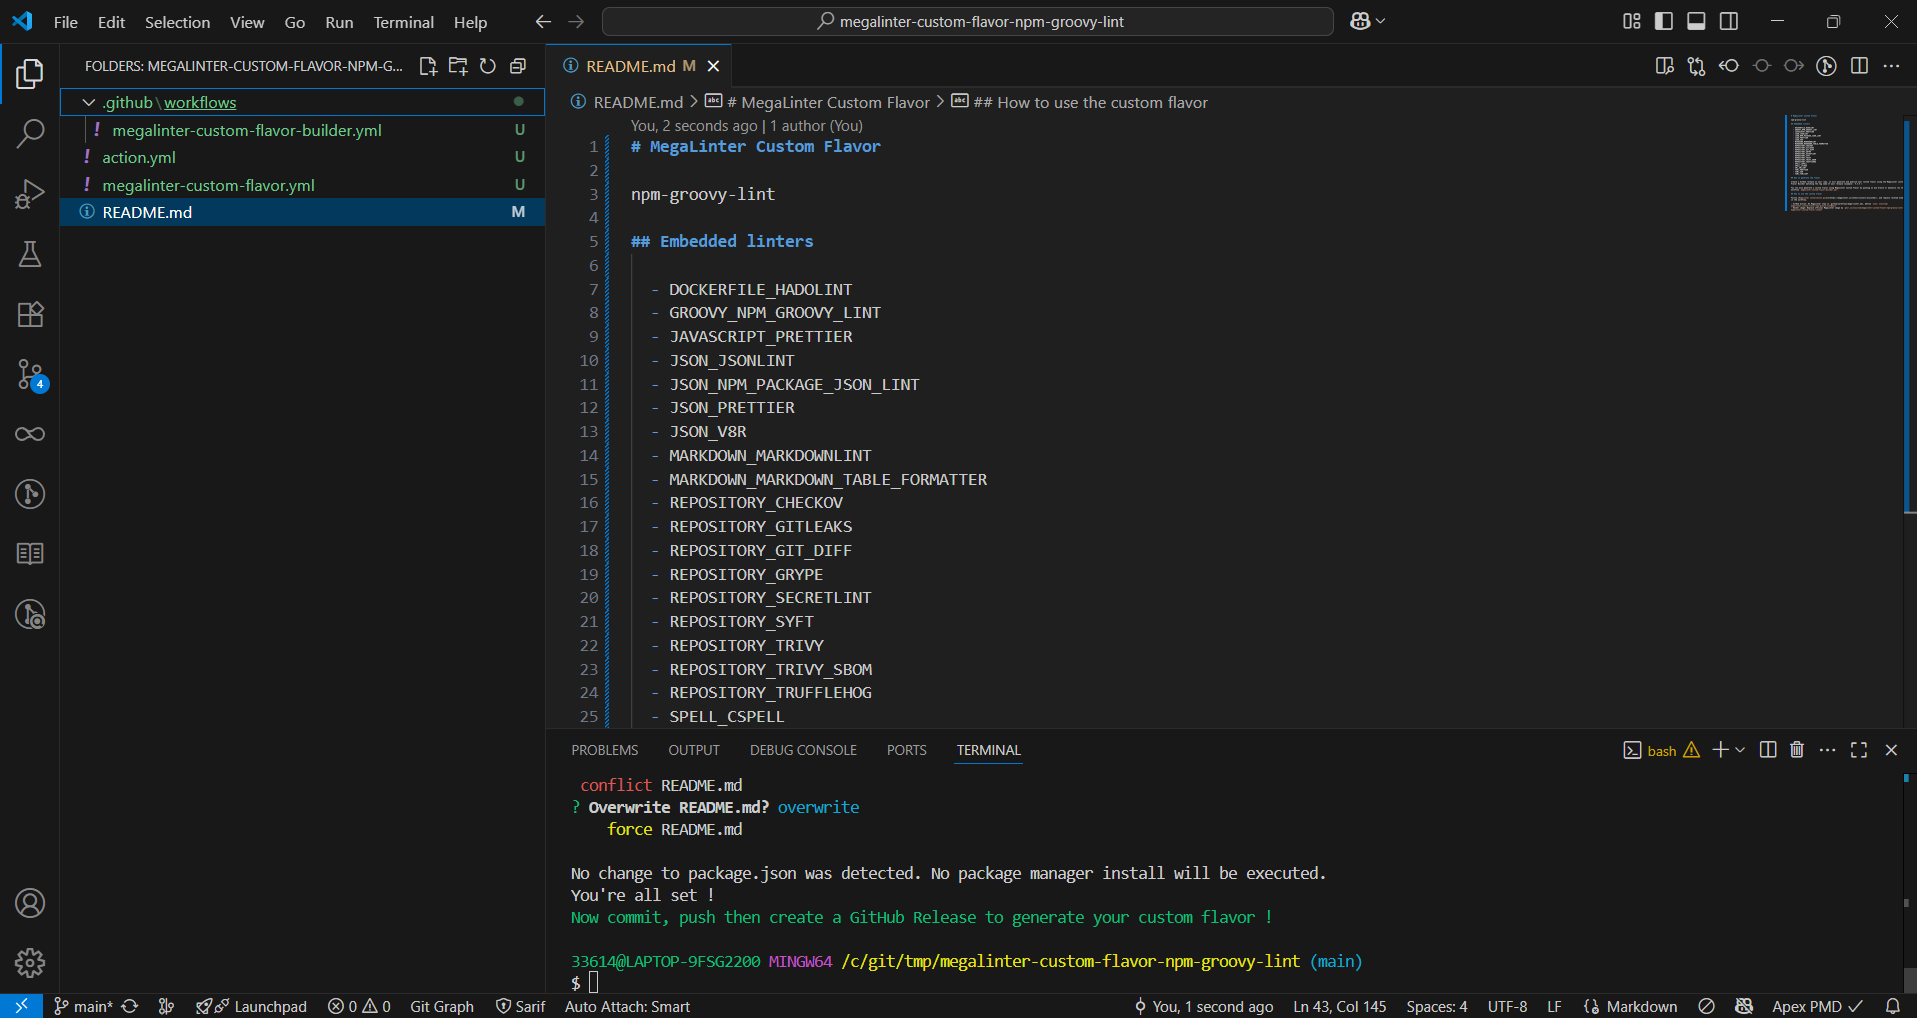 File Edit Selection View Go Run Terminal Help
megalinter-custom-flavor-npm-groovy-lint
FOLDERS: MEGALINTER-CUSTOM-FLAVOR-NPM-G...
.github\workflows
megalinter-custom-flavor-builder.yml U
action.yml U
megalinter-custom-flavor.yml U
README.md M
4
README.md M
README.md > # MegaLinter Custom Flavor > ## How to use the custom flavor
You, 2 seconds ago | 1 author (You)
1 # MegaLinter Custom Flavor
2
3 npm-groovy-lint
4
5 ## Embedded linters
6
7 - DOCKERFILE_HADOLINT
8 - GROOVY_NPM_GROOVY_LINT
9 - JAVASCRIPT_PRETTIER
10 - JSON_JSONLINT
11 - JSON_NPM_PACKAGE_JSON_LINT
12 - JSON_PRETTIER
13 - JSON_V8R
14 - MARKDOWN_MARKDOWNLINT
15 - MARKDOWN_MARKDOWN_TABLE_FORMATTER
16 - REPOSITORY_CHECKOV
17 - REPOSITORY_GITLEAKS
18 - REPOSITORY_GIT_DIFF
19 - REPOSITORY_GRYPE
20 - REPOSITORY_SECRETLINT
21 - REPOSITORY_SYFT
22 - REPOSITORY_TRIVY
23 - REPOSITORY_TRIVY_SBOM
24 - REPOSITORY_TRUFFLEHOG
25 - SPELL_CSPELL
PROBLEMS OUTPUT DEBUG CONSOLE PORTS TERMINAL
bash
conflict README.md
? Overwrite README.md? overwrite
force README.md
No change to package.json was detected. No package manager install will be executed.
You're all set !
Now commit, push then create a GitHub Release to generate your custom flavor !
33614@LAPTOP-9FSG2200 MINGW64 /c/git/tmp/megalinter-custom-flavor-npm-groovy-lint (main)
$
main* Launchpad 0 0 Git Graph Sarif Auto Attach: Smart You, 1 second ago Ln 43, Col 145 Spaces: 4 UTF-8 LF Markdown Apex PMD